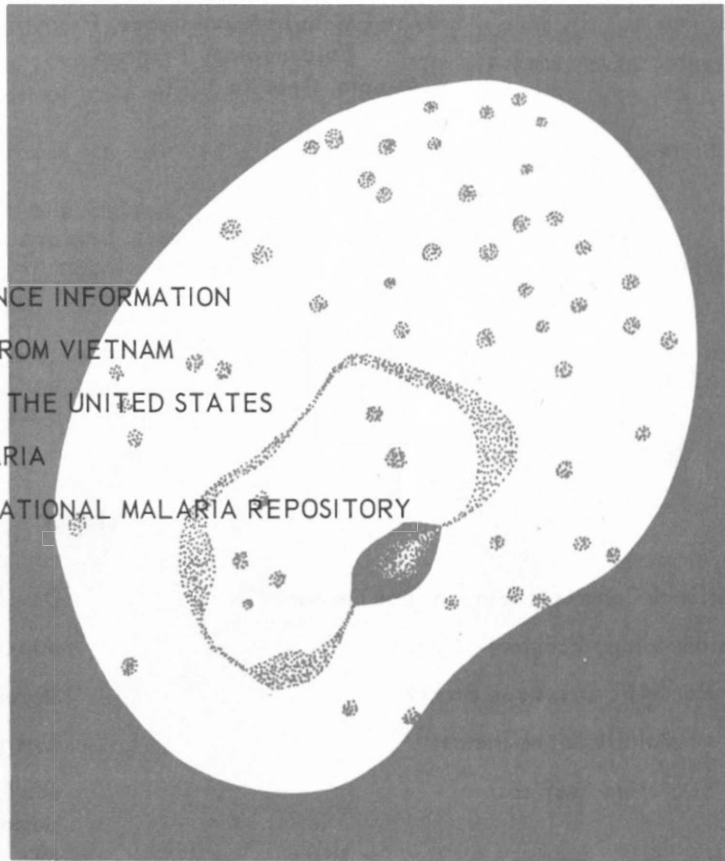 NCE INFORMATION
ROM VIETNAM
THE UNITED STATES
RIA
ATIONAL MALARIA REPOSITORY